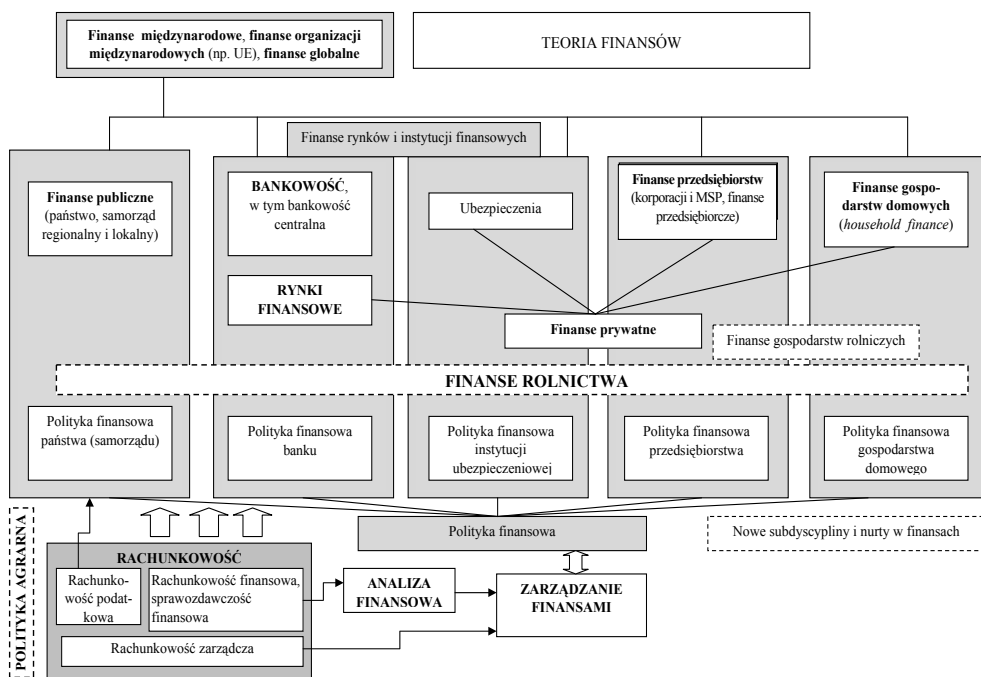 Finanse międzynarodowe, finanse organizacji
międzynarodowych (np. UE), finanse globalne
TEORIA FINANSÓW
Finanse rynków i instytucji finansowych
Finanse publiczne
(państwo, samorząd
regionalny i lokalny)
BANKOWOŚĆ,
w tym bankowość
centralna
Ubezpieczenia
Finanse przedsiębiorstw
(korporacji i MSP, finanse
przedsiębiorcze)
Finanse gospo-
darstw domowych
(household finance)
RYNKI
FINANSOWE
Finanse prywatne
Finanse gospodarstw rolniczych
FINANSE ROLNICTWA
Polityka finansowa
państwa (samorządu)
Polityka finansowa
banku
Polityka finansowa
instytucji
ubezpieczeniowej
Polityka finansowa
przedsiębiorstwa
Polityka finansowa
gospodarstwa
domowego
POLITYKA AGRARNA
Polityka finansowa
Nowe subdyscypliny i nurty w finansach
RACHUNKOWOŚĆ
Rachunko-
wość podat-
kowa
Rachunkowość finansowa,
sprawozdawczość
finansowa
ANALIZA
FINANSOWA
ZARZĄDZANIE
FINANSAMI
Rachunkowość zarządcza